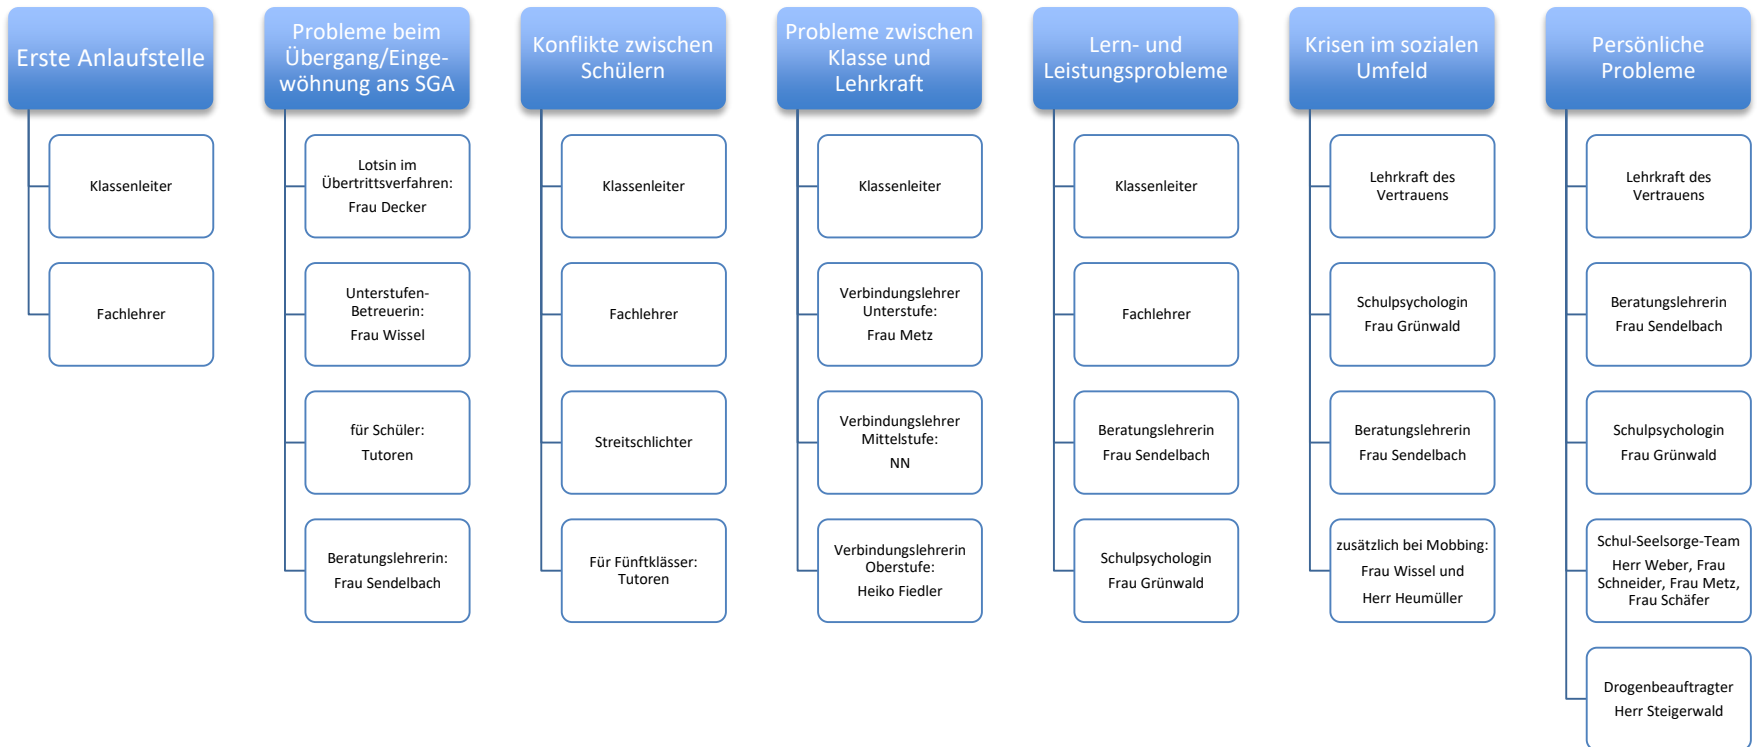 Erste Anlaufstelle
Klassenleiter
Fachlehrer
Probleme beim
Übergang/Einge-
wöhnung ans SGA
Lotsin im
Übertrittsverfahren:
Frau Decker
Unterstufen-
Betreuerin:
Frau Wissel
für Schüler:
Tutoren
Beratungslehrerin:
Frau Sendelbach
Konflikte zwischen
Schülern
Klassenleiter
Fachlehrer
Streitschlichter
Für Fünftklässer:
Tutoren
Probleme zwischen
Klasse und
Lehrkraft
Klassenleiter
Verbindungslehrer
Unterstufe:
Frau Metz
Verbindungslehrer
Mittelstufe:
NN
Verbindungslehrerin
Oberstufe:
Heiko Fiedler
Lern- und
Leistungsprobleme
Klassenleiter
Fachlehrer
Beratungslehrerin
Frau Sendelbach
Schulpsychologin
Frau Grünwald
Krisen im sozialen
Umfeld
Lehrkraft des
Vertrauens
Schulpsychologin
Frau Grünwald
Beratungslehrerin
Frau Sendelbach
zusätzlich bei Mobbing:
Frau Wissel und
Herr Heumüller
Persönliche
Probleme
Lehrkraft des
Vertrauens
Beratungslehrerin
Frau Sendelbach
Schulpsychologin
Frau Grünwald
Schul-Seelsorge-Team
Herr Weber, Frau
Schneider, Frau Metz,
Frau Schäfer
Drogenbeauftragter
Herr Steigerwald